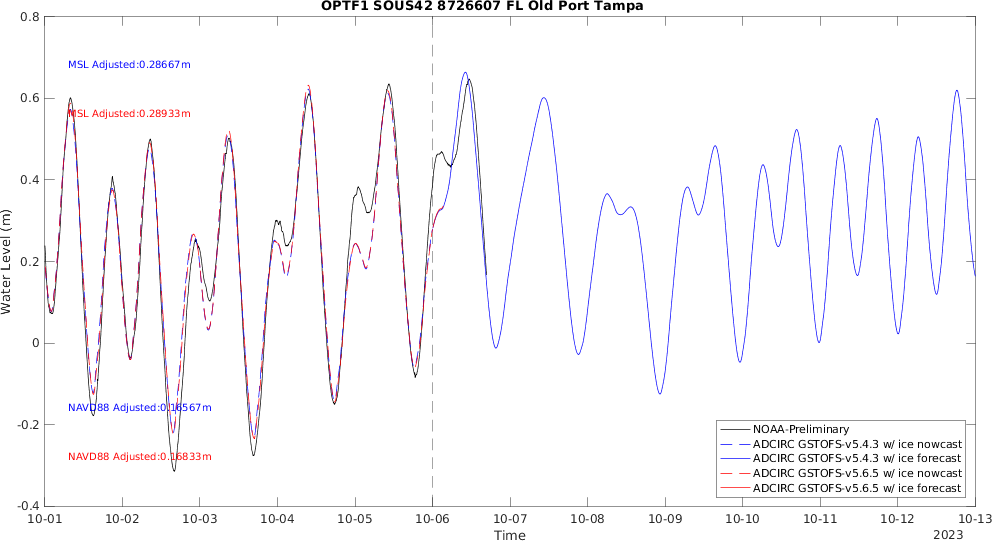 OPTF1 SOUS42 8726607 FL Old Port Tampa
0.8
MSL Adjusted:0.28667m
0.6
MSL Adjusted:0.28933m
0.4
0.2
Water Level (m)
0
NAVD88 Adjusted:0.16567m
-0.2
NAVD88 Adjusted:0.16833m
-0.4
NOAA-Preliminary
ADCIRC GSTOFS-v5.4.3 w/ ice nowcast
ADCIRC GSTOFS-v5.4.3 w/ ice forecast
ADCIRC GSTOFS-v5.6.5 w/ ice nowcast
ADCIRC GSTOFS-v5.6.5 w/ ice forecast
10-01 10-02 10-03 10-04 10-05 10-06 10-07 10-08 10-09 10-10 10-11 10-12 10-13
Time
2023